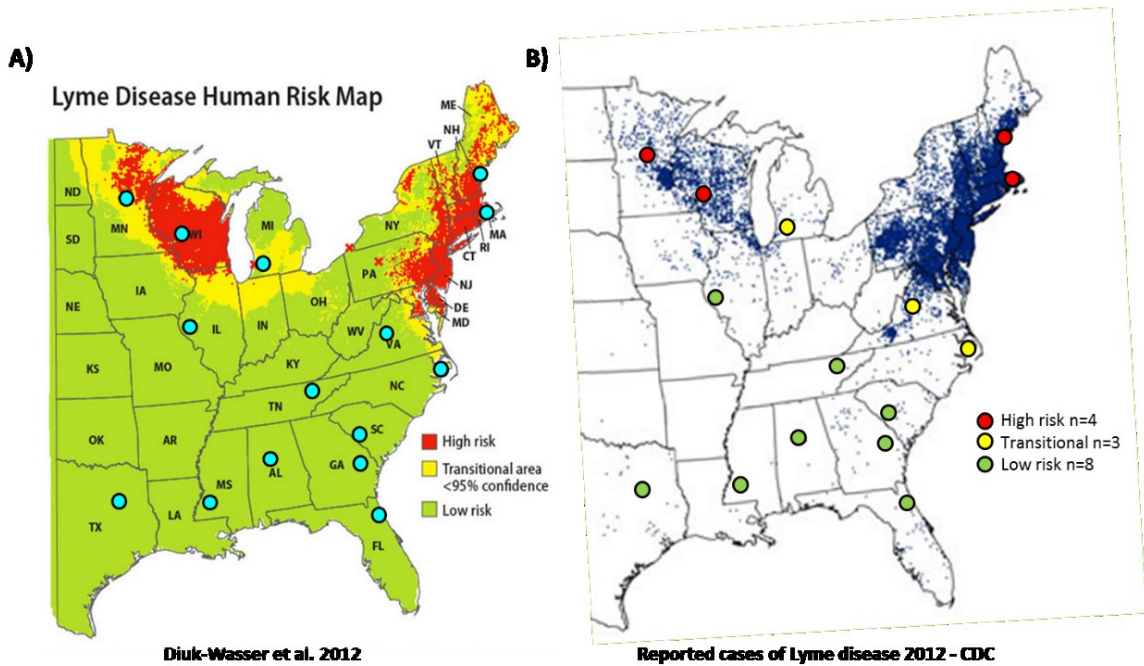 A)
Lyme Disease Human Risk Map
ME
NH
VT
ND
MN
WI
MI
NY
MA
RI
CT
SD
PA
NJ
IA
NE
OH
DE
MD
IL
IN
WV
VA
KS
MO
KY
NC
TN
OK
AR
SC
MS
AL
GA
TX
LA
FL
High risk
Transitional area
<95% confidence
Low risk
Diuk-Wasser et al. 2012
B)
High risk n=4
Transitional n=3
Low risk n=8
Reported cases of Lyme disease 2012 - CDC